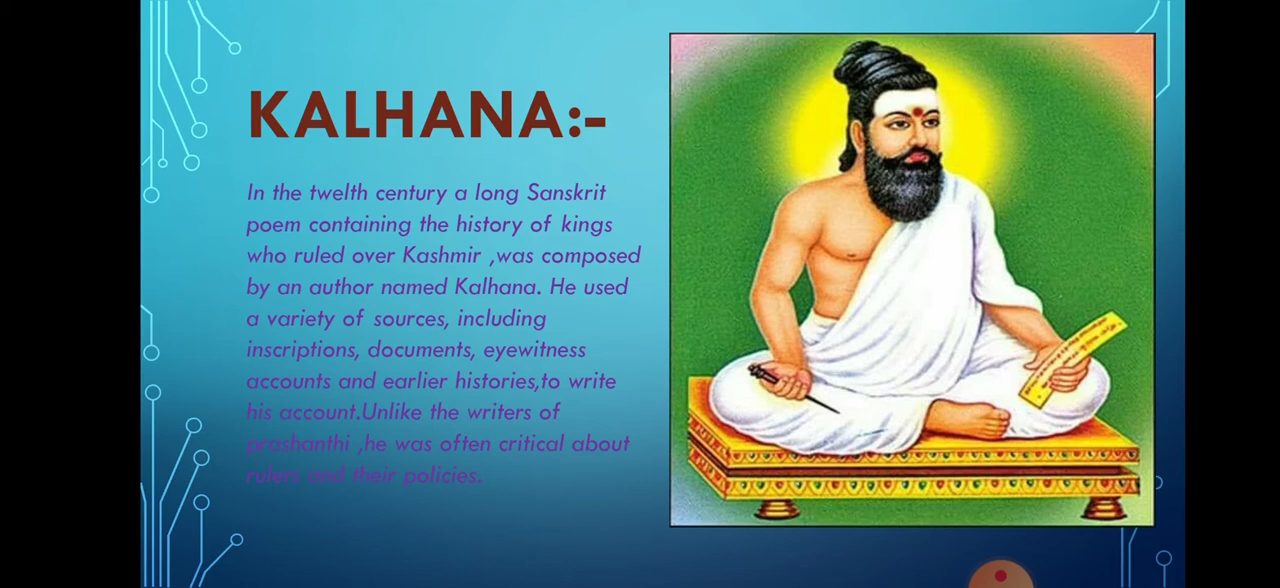 KALHANA:-
In the twelth century a long Sanskrit
poem containing the history of kings
who ruled over Kashmir ,was composed
by an author named Kalhana. He used
a variety of sources, including
inscriptions, documents, eyewitness
accounts and earlier histories,to write
his account.Unlike the writers of
prashanthi ,he was often critical about
rulers and their policies.